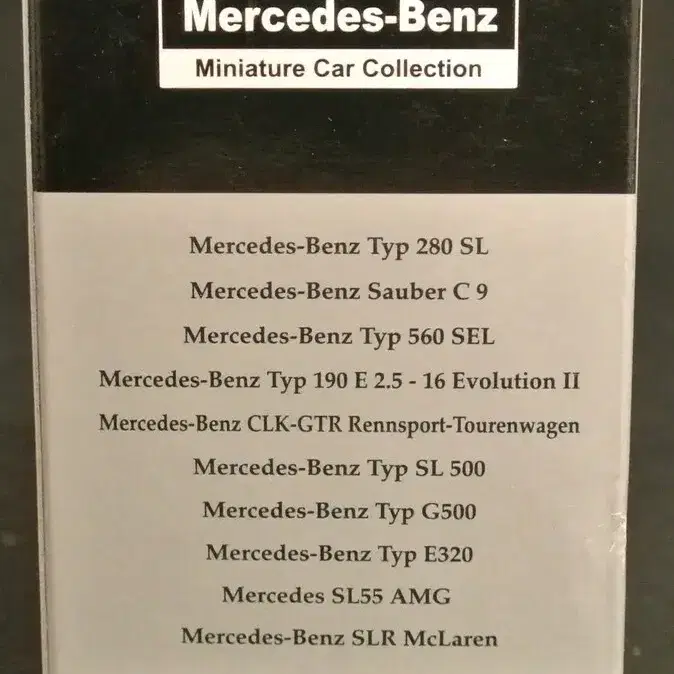 Mercedes-Benz
Miniature Car Collection
Mercedes-Benz Typ 280 SL
Mercedes-Benz Sauber C 9
Mercedes-Benz Typ 560 SEL
Mercedes-Benz Typ 190 E 2.5 - 16 Evolution II
Mercedes-Benz CLK-GTR Rennsport-Tourenwagen
Mercedes-Benz Typ SL 500
Mercedes-Benz Typ G500
Mercedes-Benz Typ E320
Mercedes SL55 AMG
Mercedes-Benz SLR McLaren